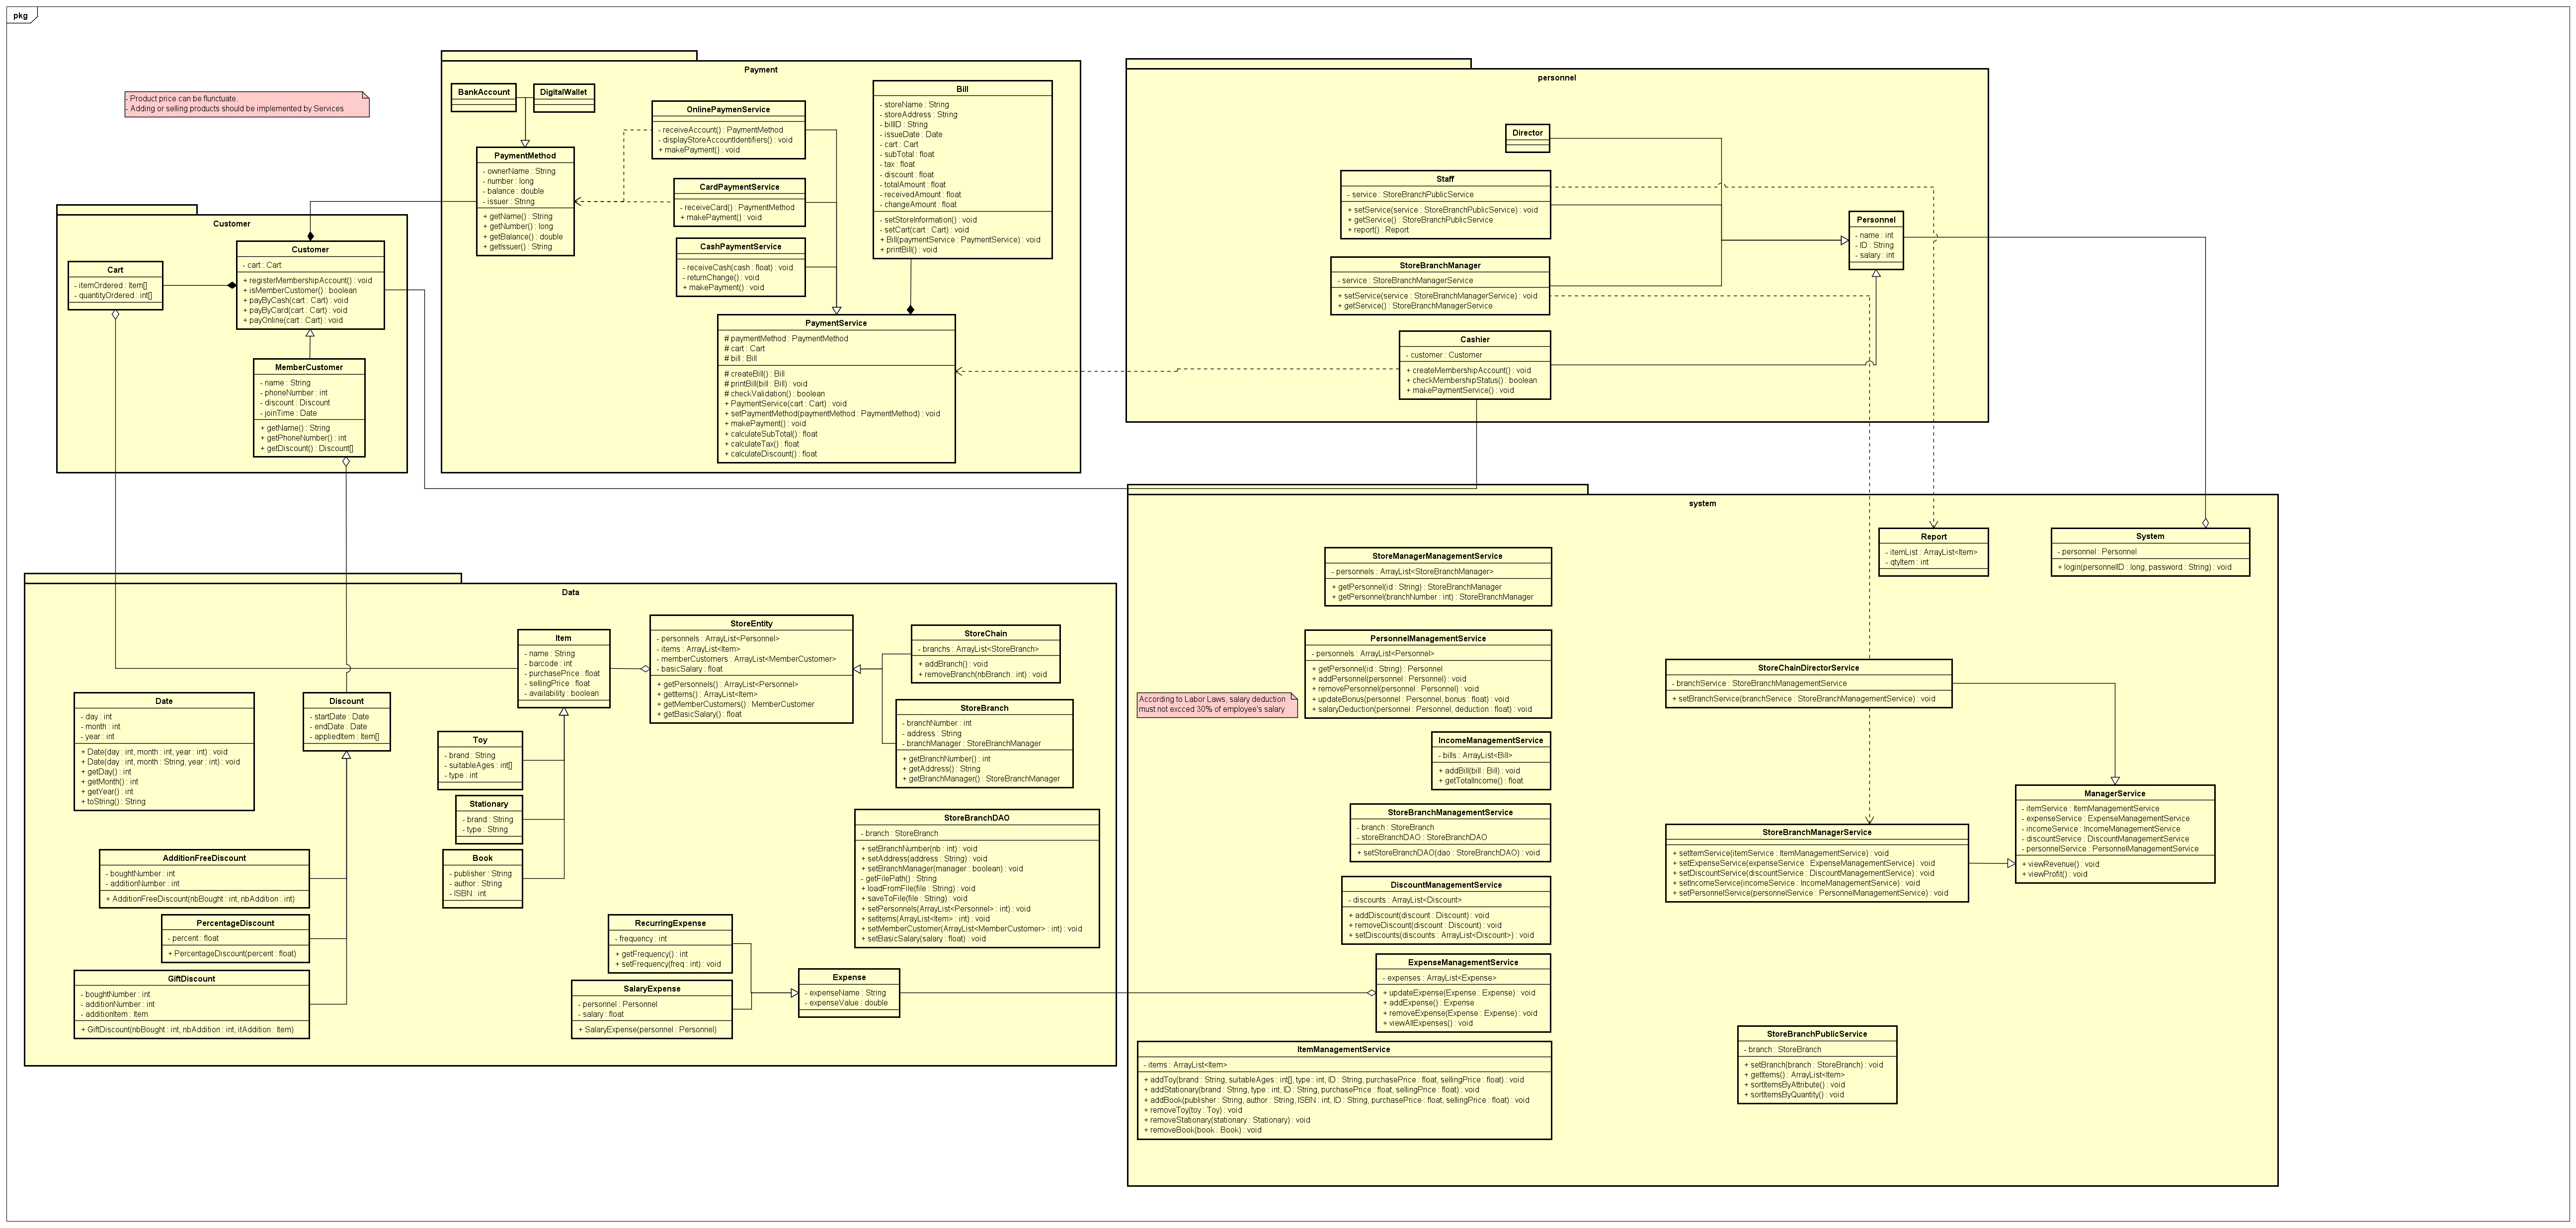 pkg
- Product price can be flunctuate.
- Adding or selling products should be implemented by Services
Payment
BankAccount
DigitalWallet
PaymentMethod
- ownerName : String
- number : long
- balance : double
- issuer : String
+ getName() : String
+ getNumber() : long
+ getBalance() : double
+ getIssuer() : String
OnlinePaymenService
- receiveAccount() : PaymentMethod
- displayStoreAccountIdentifiers() : void
+ makePayment() : void
CardPaymentService
- receiveCard() : PaymentMethod
+ makePayment() : void
CashPaymentService
- receiveCash(cash : float) : void
- returnChange() : void
+ makePayment() : void
Bill
- storeName : String
- storeAddress : String
- billID : String
- issueDate : Date
- cart : Cart
- subTotal : float
- tax : float
- discount : float
- totalAmount : float
- receivedAmount : float
- changeAmount : float
- setStoreInformation() : void
- setCart(cart : Cart) : void
+ Bill(paymentService : PaymentService) : void
+ printBill() : void
PaymentService
# paymentMethod : PaymentMethod
# cart : Cart
# bill : Bill
# createBill() : Bill
# printBill(bill : Bill) : void
# checkValidation() : boolean
+ PaymentService(cart : Cart) : void
+ setPaymentMethod(paymentMethod : PaymentMethod) : void
+ makePayment() : void
+ calculateSubTotal() : float
+ calculateTax() : float
+ calculateDiscount() : float
personnel
Director
Staff
- service : StoreBranchPublicService
+ setService(service : StoreBranchPublicService) : void
+ getService() : StoreBranchPublicService
+ report() : Report
StoreBranchManager
- service : StoreBranchManagerService
+ setService(service : StoreBranchManagerService) : void
+ getService() : StoreBranchManagerService
Cashier
- customer : Customer
+ createMembershipAccount() : void
+ checkMembershipStatus() : boolean
+ makePaymentService() : void
Personnel
- name : int
- ID : String
- salary : int
Customer
Cart
- itemOrdered : Item[]
- quantityOrdered : int[]
Customer
- cart : Cart
+ registerMembershipAccount() : void
+ isMemberCustomer() : boolean
+ payByCash(cart : Cart) : void
+ payByCard(cart : Cart) : void
+ payOnline(cart : Cart) : void
MemberCustomer
- name : String
- phoneNumber : int
- discount : Discount
- joinTime : Date
+ getName() : String
+ getPhoneNumber() : int
+ getDiscount() : Discount[]
Data
Date
- day : int
- month : int
- year : int
+ Date(day : int, month : int, year : int) : void
+ Date(day : int, month : String, year : int) : void
+ getDay() : int
+ getMonth() : int
+ getYear() : int
+ toString() : String
Discount
- startDate : Date
- endDate : Date
- appliedItem : Item[]
AdditionFreeDiscount
- boughtNumber : int
- additionNumber : int
+ AdditionFreeDiscount(nbBought : int, nbAddition : int)
PercentageDiscount
- percent : float
+ PercentageDiscount(percent : float)
GiftDiscount
- boughtNumber : int
- additionNumber : int
- additionItem : Item
+ GiftDiscount(nbBought : int, nbAddition : int, itAddition : Item)
Item
- name : String
- barcode : int
- purchasePrice : float
- sellingPrice : float
- availability : boolean
Toy
- brand : String
- suitableAges : int[]
- type : int
Stationary
- brand : String
- type : String
Book
- publisher : String
- author : String
- ISBN : int
StoreEntity
- personnels : ArrayList<Personnel>
- items : ArrayList<Item>
- memberCustomers : ArrayList<MemberCustomer>
- basicSalary : float
+ getPersonnels() : ArrayList<Personnel>
+ getItems() : ArrayList<Item>
+ getMemberCustomers() : MemberCustomer
+ getBasicSalary() : float
StoreChain
- branchs : ArrayList<StoreBranch>
+ addBranch() : void
+ removeBranch(nbBranch : int) : void
StoreBranch
- branchNumber : int
- address : String
- branchManager : StoreBranchManager
+ getBranchNumber() : int
+ getAddress() : String
+ getBranchManager() : StoreBranchManager
StoreBranchDAO
- branch : StoreBranch
+ setBranchNumber(nb : int) : void
+ setAddress(address : String) : void
+ setBranchManager(manager : boolean) : void
- getFilePath() : String
+ loadFromFile(file : String) : void
+ saveToFile(file : String) : void
+ setPersonnels(ArrayList<Personnel> : int) : void
+ setItems(ArrayList<Item> : int) : void
+ setMemberCustomer(ArrayList<MemberCustomer> : int) : void
+ setBasicSalary(salary : float) : void
RecurringExpense
- frequency : int
+ getFrequency() : int
+ setFrequency(freq : int) : void
SalaryExpense
- personnel : Personnel
- salary : float
+ SalaryExpense(personnel : Personnel)
Expense
- expenseName : String
- expenseValue : double
system
Report
- itemList : ArrayList<Item>
- qtyItem : int
System
- personnel : Personnel
+ login(personnelID : long, password : String) : void
StoreManagerManagementService
- personnels : ArrayList<StoreBranchManager>
+ getPersonnel(id : String) : StoreBranchManager
+ getPersonnel(branchNumber : int) : StoreBranchManager
According to Labor Laws, salary deduction
must not exceed 30% of employee's salary
PersonnelManagementService
- personnels : ArrayList<Personnel>
+ getPersonnel(id : String) : Personnel
+ addPersonnel(personnel : Personnel) : void
+ removePersonnel(personnel : Personnel) : void
+ updateBonus(personnel : Personnel, bonus : float) : void
+ salaryDeduction(personnel : Personnel, deduction : float) : void
IncomeManagementService
- bills : ArrayList<Bill>
+ addBill(bill : Bill) : void
+ getTotalIncome() : float
StoreBranchManagementService
- branch : StoreBranch
- storeBranchDAO : StoreBranchDAO
+ setStoreBranchDAO(dao : StoreBranchDAO) : void
DiscountManagementService
- discounts : ArrayList<Discount>
+ addDiscount(discount : Discount) : void
+ removeDiscount(discount : Discount) : void
+ setDiscounts(discounts : ArrayList<Discount>) : void
ExpenseManagementService
- expenses : ArrayList<Expense>
+ updateExpense(Expense : Expense) : void
+ addExpense() : Expense
+ removeExpense(Expense : Expense) : void
+ viewAllExpenses() : void
ItemManagementService
- items : ArrayList<Item>
+ addToy(brand : String, suitableAges : int[], type : int, ID : String, purchasePrice : float, sellingPrice : float) : void
+ addStationary(brand : String, type : int, ID : String, purchasePrice : float, sellingPrice : float) : void
+ addBook(publisher : String, author : String, ISBN : int, ID : String, purchasePrice : float, sellingPrice : float) : void
+ removeToy(toy : Toy) : void
+ removeStationary(stationary : Stationary) : void
+ removeBook(book : Book) : void
StoreChainDirectorService
- branchService : StoreBranchManagementService
+ setBranchService(branchService : StoreBranchManagementService) : void
StoreBranchManagerService
+ setItemService(itemService : ItemManagementService) : void
+ setExpenseService(expenseService : ExpenseManagementService) : void
+ setDiscountService(discountService : DiscountManagementService) : void
+ setIncomeService(incomeService : IncomeManagementService) : void
+ setPersonnelService(personnelService : PersonnelManagementService) : void
ManagerService
- itemService : ItemManagementService
- expenseService : ExpenseManagementService
- incomeService : IncomeManagementService
- discountService : DiscountManagementService
- personnelService : PersonnelManagementService
+ viewRevenue() : void
+ viewProfit() : void
StoreBranchPublicService
- branch : StoreBranch
+ setBranch(branch : StoreBranch) : void
+ getItems() : ArrayList<Item>
+ sortItemsByAttribute() : void
+ sortItemsByQuantity() : void